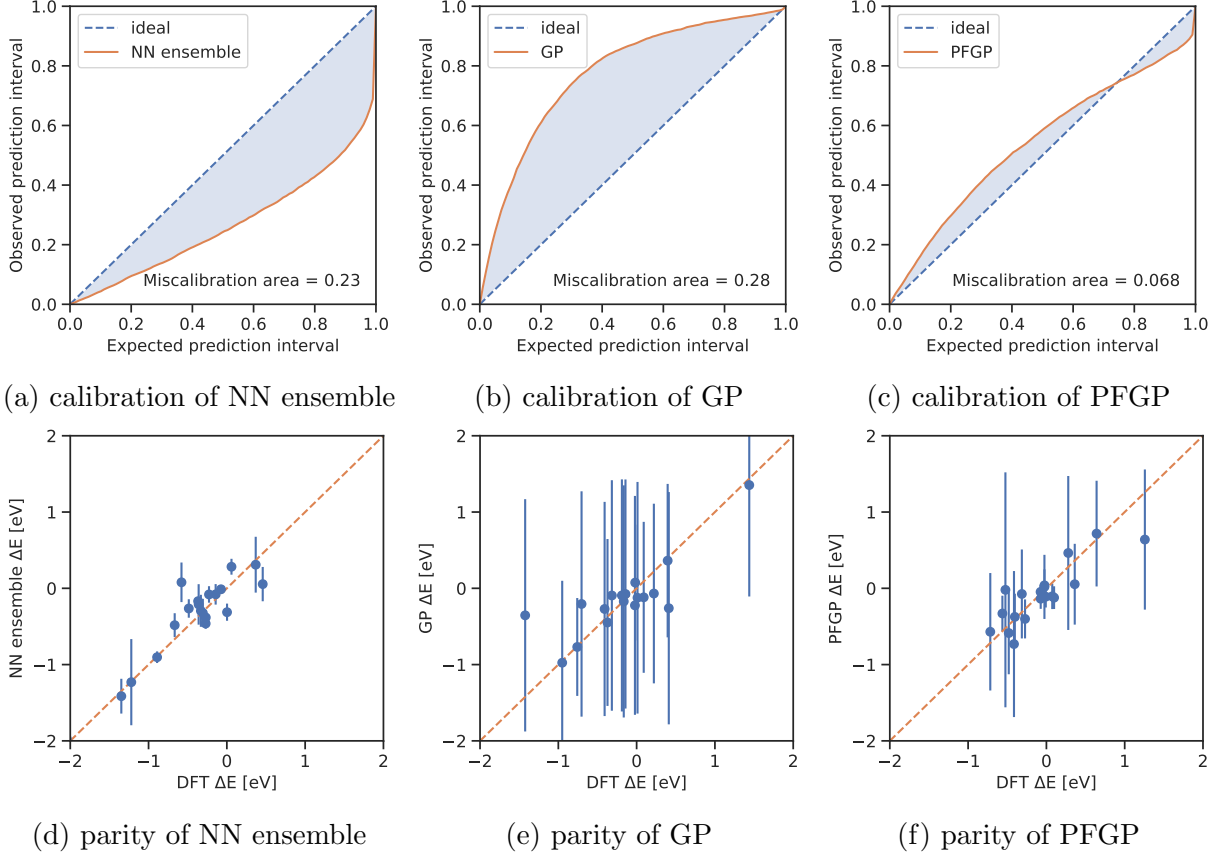 1.0
0.8
0.6
0.4
0.2
0.0
Observed prediction interval
ideal
NN ensemble
Miscalibration area = 0.23
0.0 0.2 0.4 0.6 0.8 1.0
Expected prediction interval
(a) calibration of NN ensemble
1.0
0.8
0.6
0.4
0.2
0.0
Observed prediction interval
ideal
GP
Miscalibration area = 0.28
0.0 0.2 0.4 0.6 0.8 1.0
Expected prediction interval
(b) calibration of GP
1.0
0.8
0.6
0.4
0.2
0.0
Observed prediction interval
ideal
PFGP
Miscalibration area = 0.068
0.0 0.2 0.4 0.6 0.8 1.0
Expected prediction interval
(c) calibration of PFGP
2
1
0
−1
−2
NN ensemble ΔE [eV]
−2 −1 0 1 2
DFT ΔE [eV]
(d) parity of NN ensemble
2
1
0
−1
−2
GP ΔE [eV]
−2 −1 0 1 2
DFT ΔE [eV]
(e) parity of GP
2
1
0
−1
−2
PFGP ΔE [eV]
−2 −1 0 1 2
DFT ΔE [eV]
(f) parity of PFGP